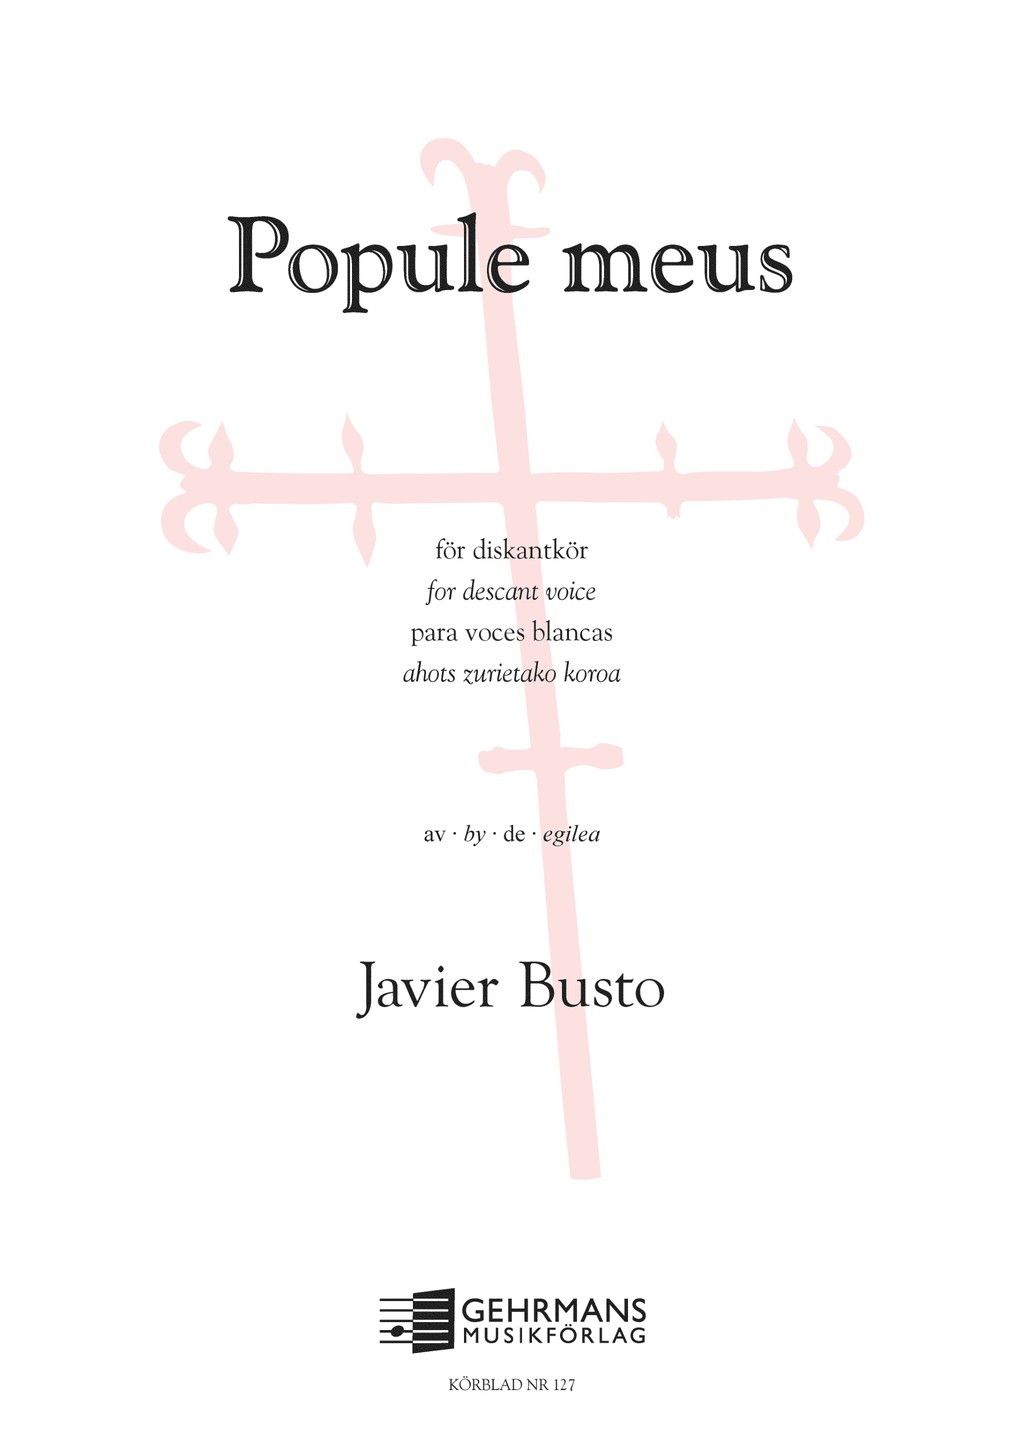 Popule meus
för diskantkör
for descant voice
para voces blancas
ahots zurietako koroa
av · by · de · egilea
Javier Busto
GEHRMANS
MUSIKFÖRLAG
KÖRBLAD NR 127